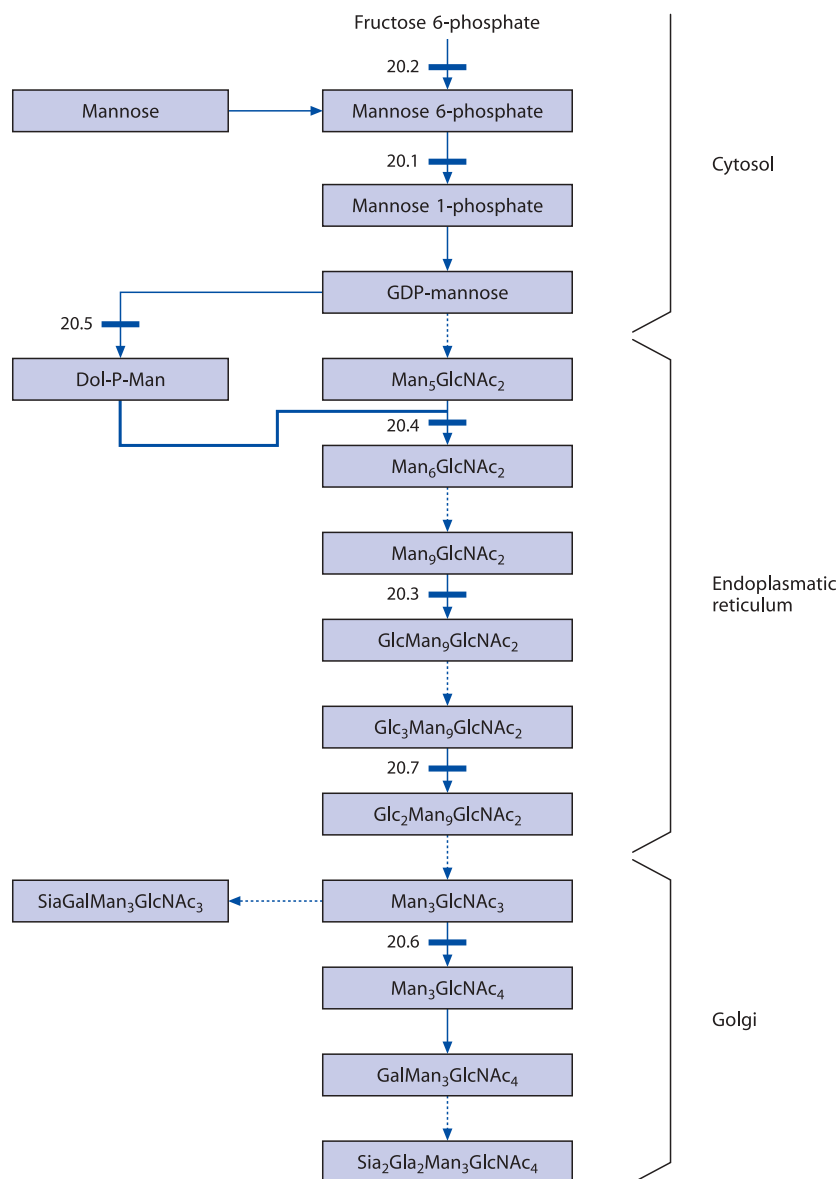 Fructose 6-phosphate
20.2
Mannose
Mannose 6-phosphate
20.1
Cytosol
Mannose 1-phosphate
GDP-mannose
20.5
Dol-P-Man
Man₅GlcNAc₂
20.4
Man₆GlcNAc₂
Man₉GlcNAc₂
20.3
Endoplasmatic
reticulum
GlcMan₉GlcNAc₂
Glc₃Man₉GlcNAc₂
20.7
Glc₂Man₉GlcNAc₂
SiaGalMan₃GlcNAc₃
Man₃GlcNAc₃
20.6
Man₃GlcNAc₄
Golgi
GalMan₃GlcNAc₄
Sia₂Gla₂Man₃GlcNAc₄